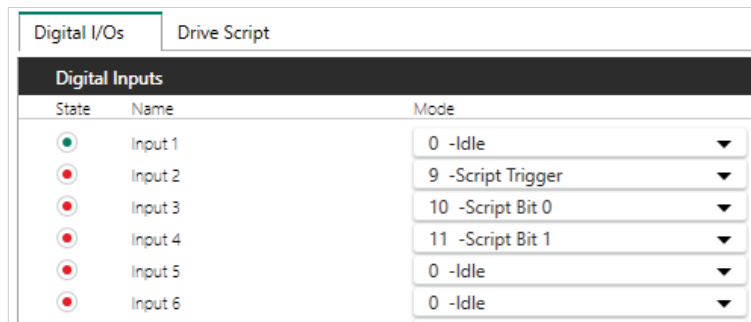 Digital I/Os Drive Script
Digital Inputs
State Name Mode
Input 1 0 -Idle
Input 2 9 -Script Trigger
Input 3 10 -Script Bit 0
Input 4 11 -Script Bit 1
Input 5 0 -Idle
Input 6 0 -Idle